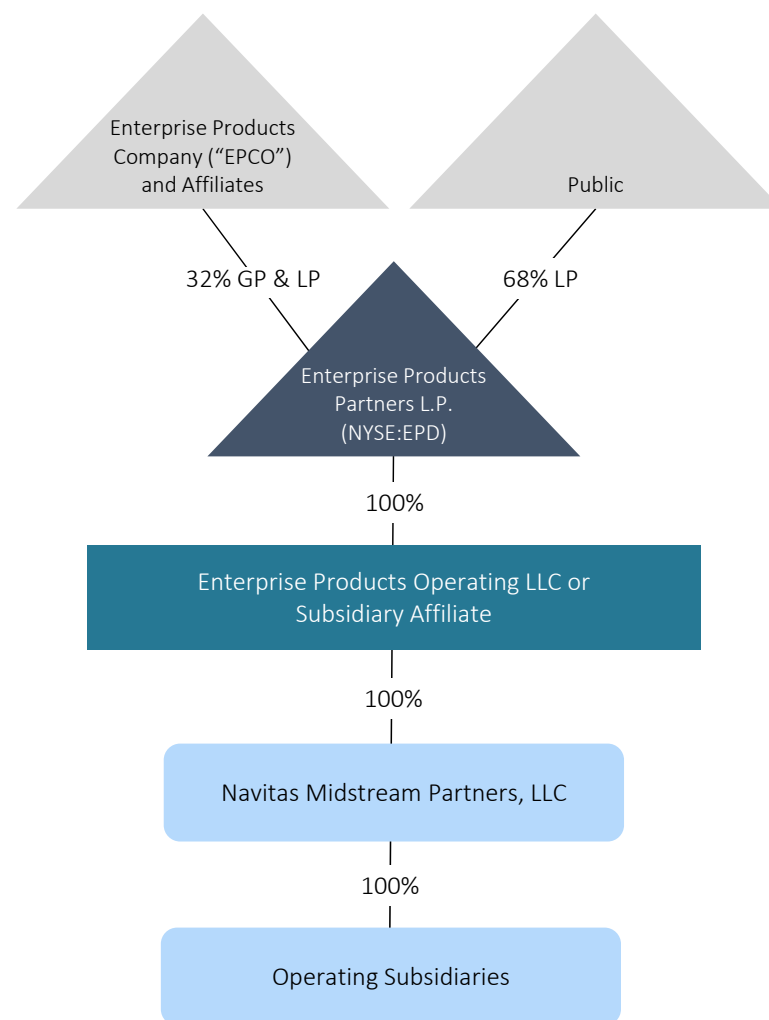 Enterprise Products
Company (“EPCO”)
and Affiliates
Public
32% GP & LP
68% LP
Enterprise Products
Partners L.P.
(NYSE:EPD)
100%
Enterprise Products Operating LLC or
Subsidiary Affiliate
100%
Navitas Midstream Partners, LLC
100%
Operating Subsidiaries